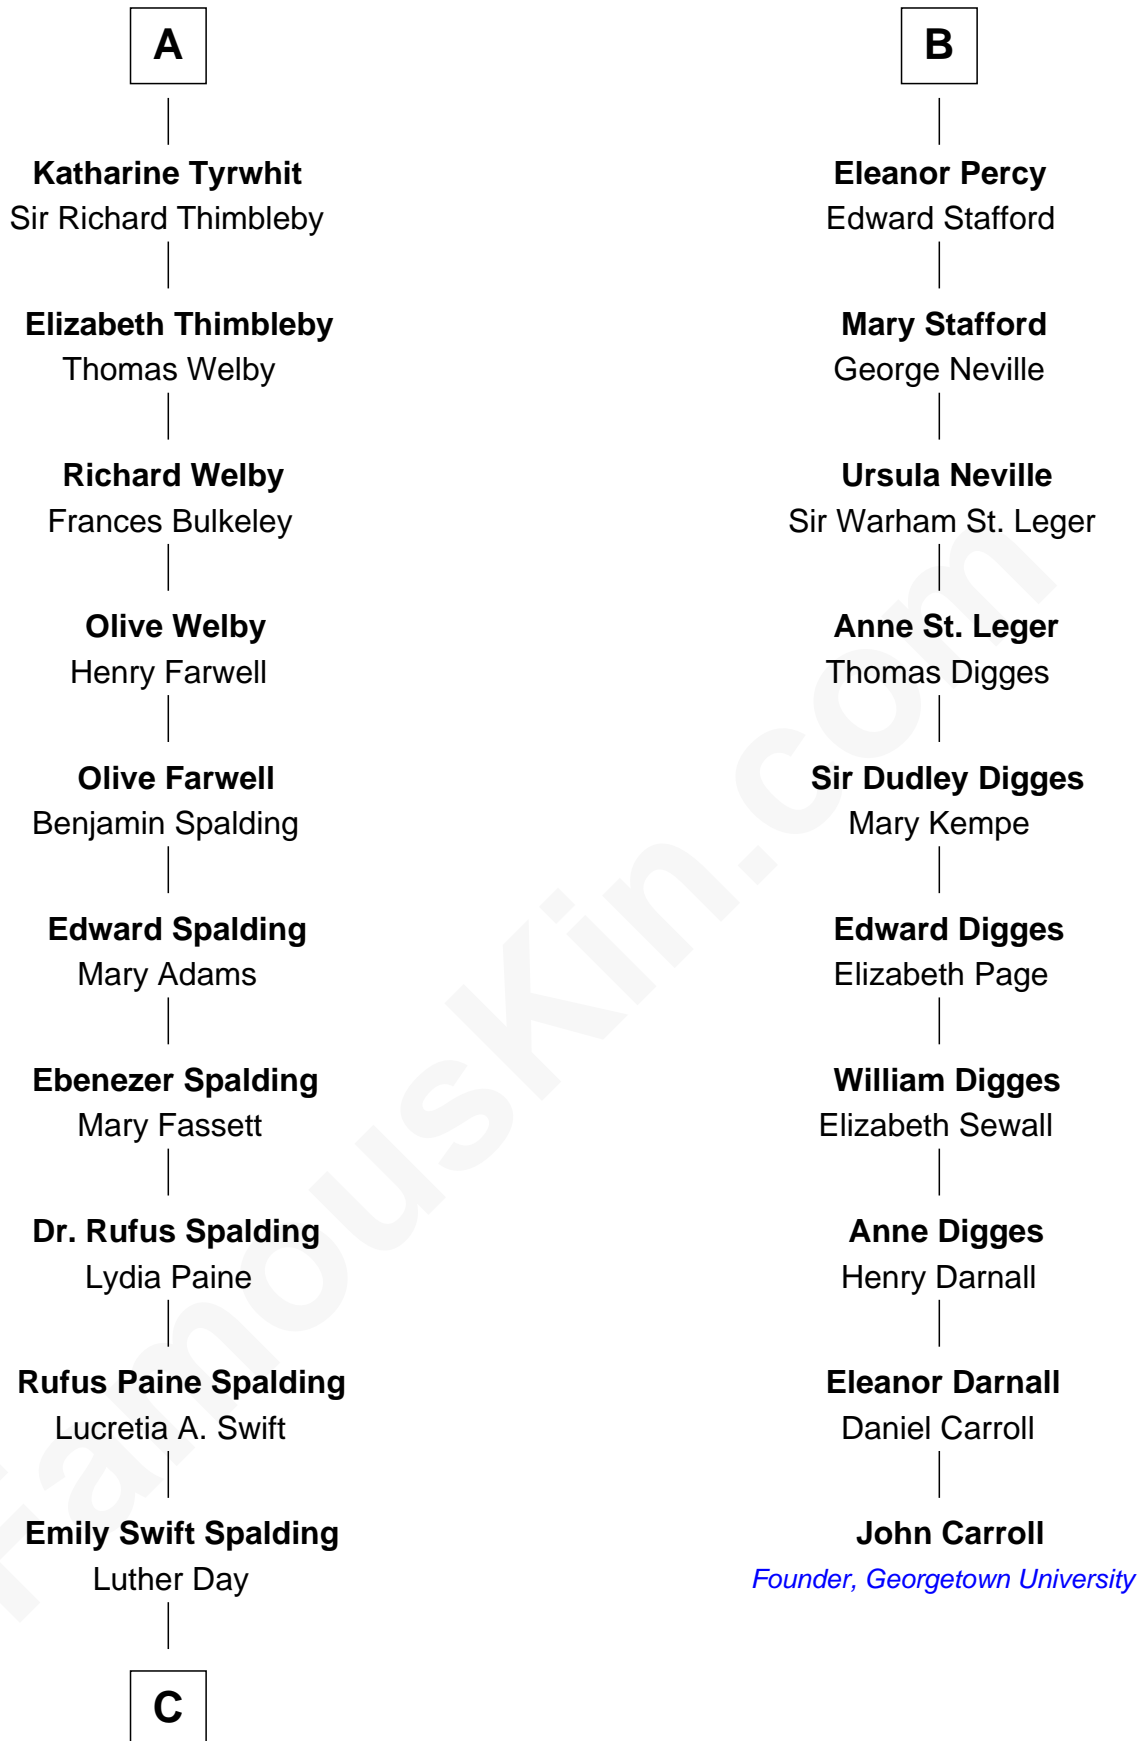 A
Katharine Tyrwhit
Sir Richard Thimbleby
Elizabeth Thimbleby
Thomas Welby
Richard Welby
Frances Bulkeley
Olive Welby
Henry Farwell
Olive Farwell
Benjamin Spalding
Edward Spalding
Mary Adams
Ebenezer Spalding
Mary Fassett
Dr. Rufus Spalding
Lydia Paine
Rufus Paine Spalding
Lucretia A. Swift
Emily Swift Spalding
Luther Day
C
B
Eleanor Percy
Edward Stafford
Mary Stafford
George Neville
Ursula Neville
Sir Warham St. Leger
Anne St. Leger
Thomas Digges
Sir Dudley Digges
Mary Kempe
Edward Digges
Elizabeth Page
William Digges
Elizabeth Sewall
Anne Digges
Henry Darnall
Eleanor Darnall
Daniel Carroll
John Carroll
Founder, Georgetown University
FamousKin.com